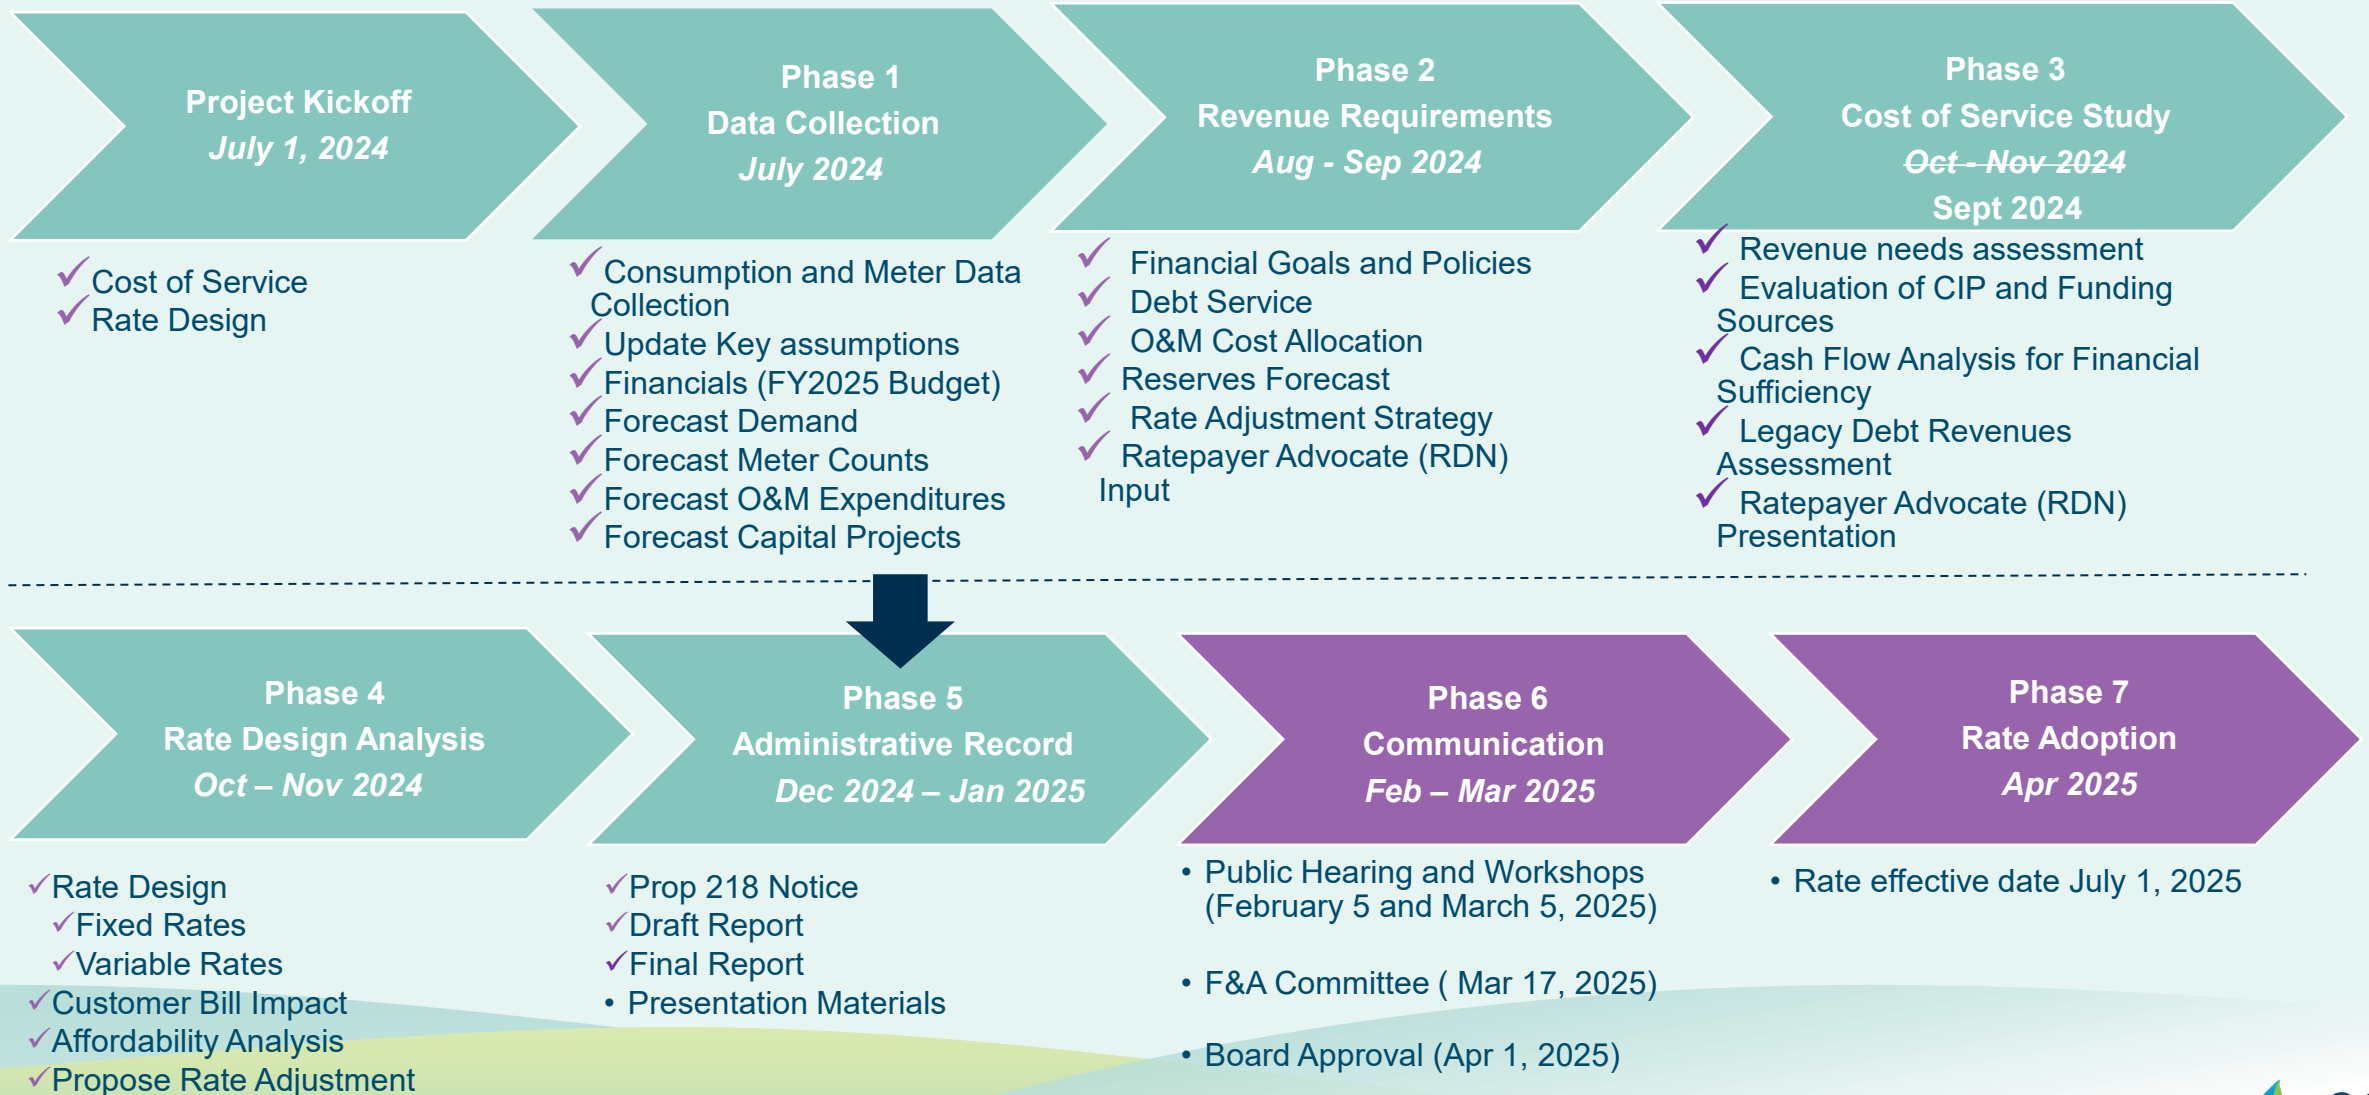 Project Kickoff
July 1, 2024
✓Cost of Service
✓Rate Design
Phase 1
Data Collection
July 2024
✓Consumption and Meter Data
Collection
✓Update Key assumptions
✓Financials (FY2025 Budget)
✓Forecast Demand
✓Forecast Meter Counts
✓Forecast O&M Expenditures
✓Forecast Capital Projects
Phase 2
Revenue Requirements
Aug - Sep 2024
✓ Financial Goals and Policies
✓ Debt Service
✓ O&M Cost Allocation
✓ Reserves Forecast
✓ Rate Adjustment Strategy
✓ Ratepayer Advocate (RDN)
Input
Phase 3
Cost of Service Study
Oct - Nov 2024
Sept 2024
✓ Revenue needs assessment
✓ Evaluation of CIP and Funding
Sources
✓ Cash Flow Analysis for Financial
Sufficiency
✓ Legacy Debt Revenues
Assessment
✓ Ratepayer Advocate (RDN)
Presentation
Phase 4
Rate Design Analysis
Oct – Nov 2024
✓Rate Design
✓Fixed Rates
✓Variable Rates
✓Customer Bill Impact
✓Affordability Analysis
✓Propose Rate Adjustment
Phase 5
Administrative Record
Dec 2024 – Jan 2025
✓Prop 218 Notice
✓Draft Report
✓Final Report
• Presentation Materials
Phase 6
Communication
Feb – Mar 2025
• Public Hearing and Workshops
(February 5 and March 5, 2025)
• F&A Committee ( Mar 17, 2025)
• Board Approval (Apr 1, 2025)
Phase 7
Rate Adoption
Apr 2025
• Rate effective date July 1, 2025